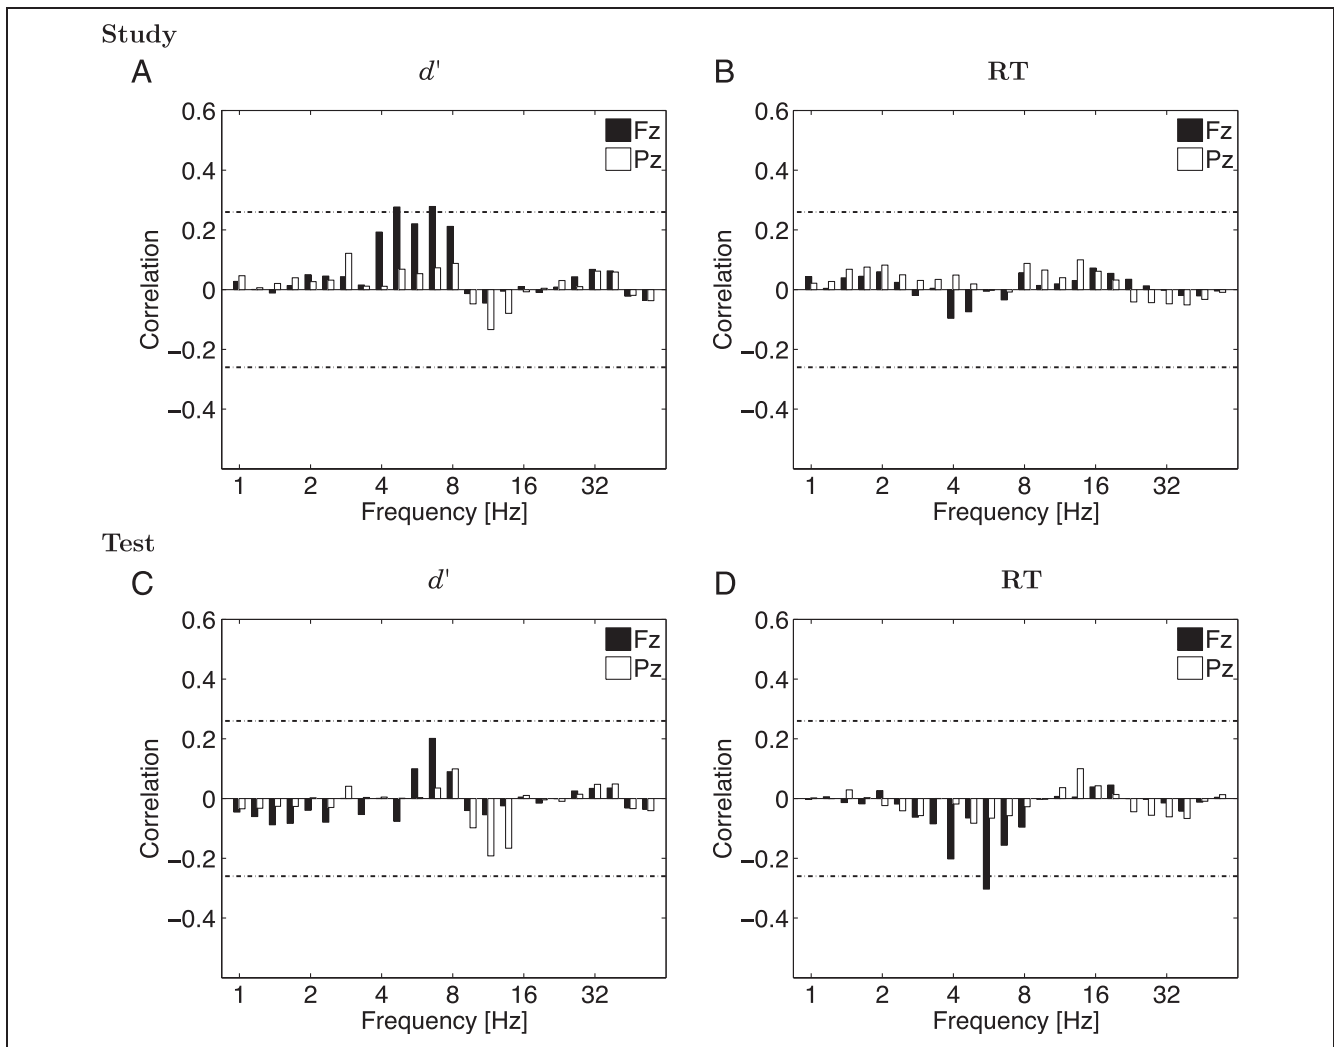 Study
A
d'
0.6
0.4
0.2
0
−0.2
−0.4
Correlation
Fz
Pz
1 2 4 8 16 32
Frequency [Hz]
B
RT
0.6
0.4
0.2
0
−0.2
−0.4
Correlation
Fz
Pz
1 2 4 8 16 32
Frequency [Hz]
Test
C
d'
0.6
0.4
0.2
0
−0.2
−0.4
Correlation
Fz
Pz
1 2 4 8 16 32
Frequency [Hz]
D
RT
0.6
0.4
0.2
0
−0.2
−0.4
Correlation
Fz
Pz
1 2 4 8 16 32
Frequency [Hz]